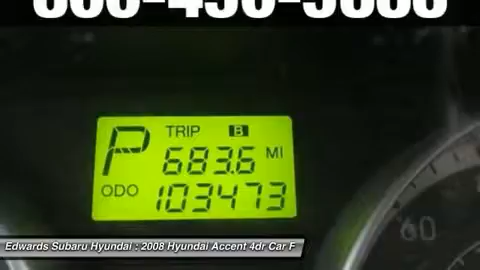 P TRIP B
683.6 MI
ODO 103473
60
Edwards Subaru Hyundai : 2008 Hyundai Accent 4dr Car F